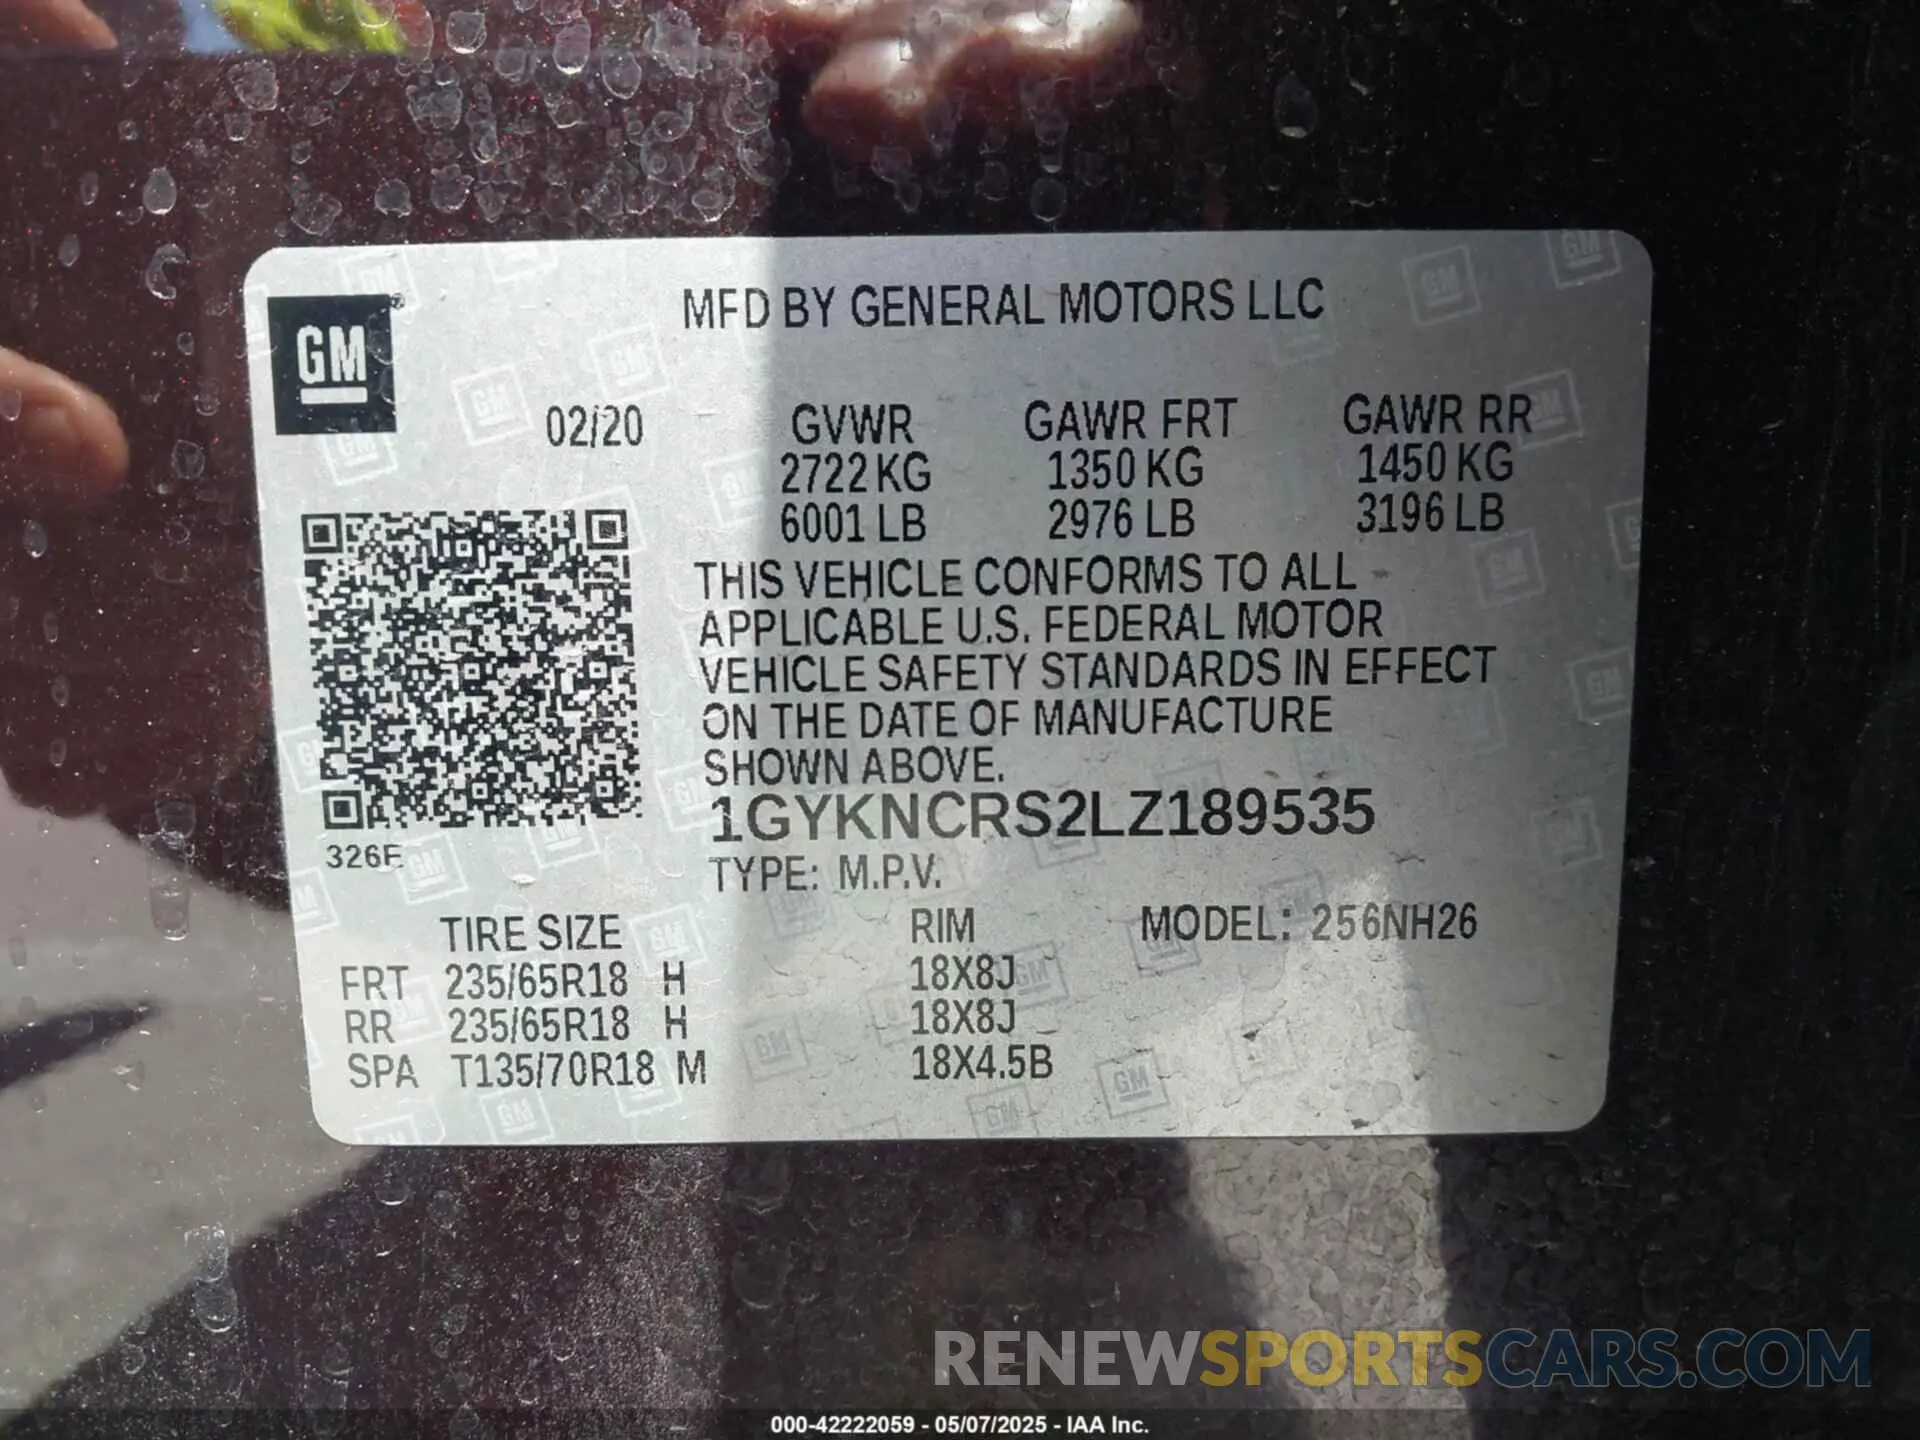 MFD BY GENERAL MOTORS LLC
GM
02/20 GVWR GAWR FRT GAWR RR
2722 KG 1350 KG 1450 KG
6001 LB 2976 LB 3196 LB
THIS VEHICLE CONFORMS TO ALL
APPLICABLE U.S. FEDERAL MOTOR
VEHICLE SAFETY STANDARDS IN EFFECT
ON THE DATE OF MANUFACTURE
SHOWN ABOVE.
1GYKNCRS2LZ189535
326E
TYPE: M.P.V.
TIRE SIZE RIM MODEL: 256NH26
FRT 235/65R18 H 18X8J
RR 235/65R18 H 18X8J
SPA T135/70R18 M 18X4.5B
RENEWSPORTSCARS.COM
000-42222059 - 05/07/2025 - IAA Inc.